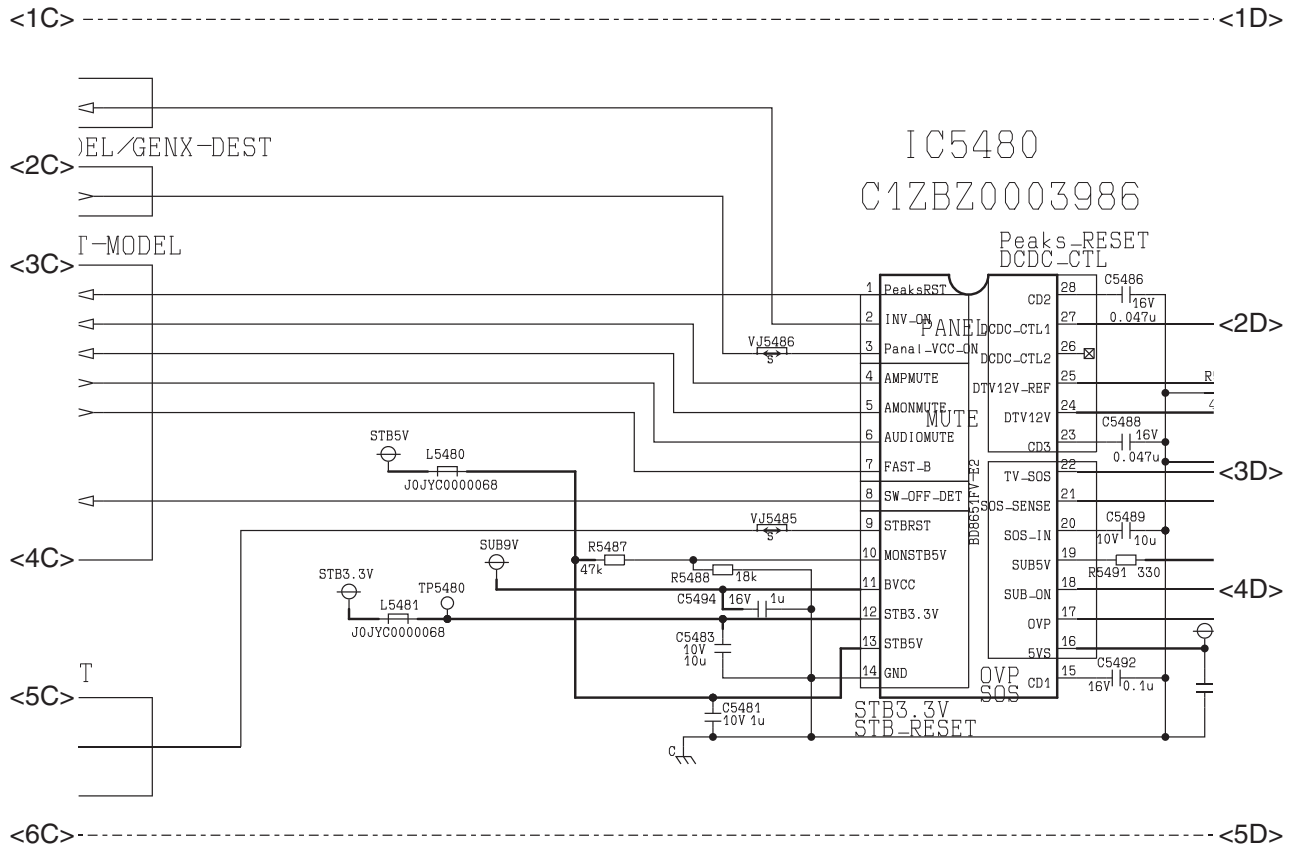 <1C>
<1D>
DEL/GENX-DEST
IC5480
<2C>
C1ZBZ0003986
T-MODEL
Peaks_RESET
DCDC_CTL
<3C>
C5486
16V
0.047u
1 PeaksRST
CD2 28
2 INV_ON
PANEL
DCDC_CTL1 27
<2D>
VJ5486
S
3 Panal_VCC_ON
DCDC_CTL2 26
4 AMPMUTE
DTV12V_REF 25
5 AMONMUTE
MUTE
DTV12V 24
C5488
16V
0.047u
STB5V
6 AUDIOMUTE
CD3 23
L5480
J0JYC0000068
7 FAST_B
TV_SOS 22
<3D>
BD8651FV-E2
8 SW_OFF_DET
SOS_SENSE 21
VJ5485
S
9 STBRST
SOS_IN 20
C5489
10V 10u
<4C>
SUB9V
R5487
47k
10 MONSTB5V
SUB5V 19
R5491 330
STB3.3V
TP5480
R5488 18k
11 BVCC
SUB_ON 18
<4D>
L5481
J0JYC0000068
C5494 16V 1u
12 STB3.3V
OVP 17
C5483
10V
10u
13 STB5V
5VS 16
T
14 GND
OVP
SOS
CD1 15
C5492
16V 0.1u
<5C>
C5481
10V 1u
STB3.3V
STB_RESET
C
<6C>
<5D>